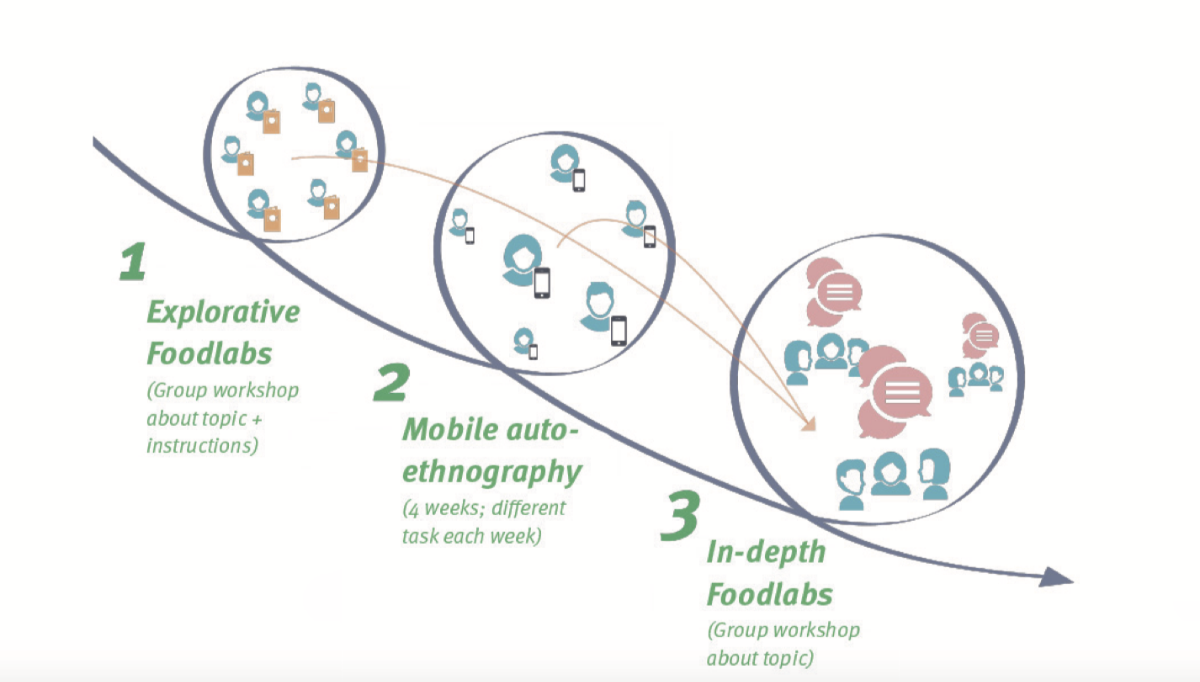 1
Explorative
Foodlabs
(Group workshop
about topic +
instructions)
2
Mobile auto-
ethnography
(4 weeks; different
task each week)
3
In-depth
Foodlabs
(Group workshop
about topic)